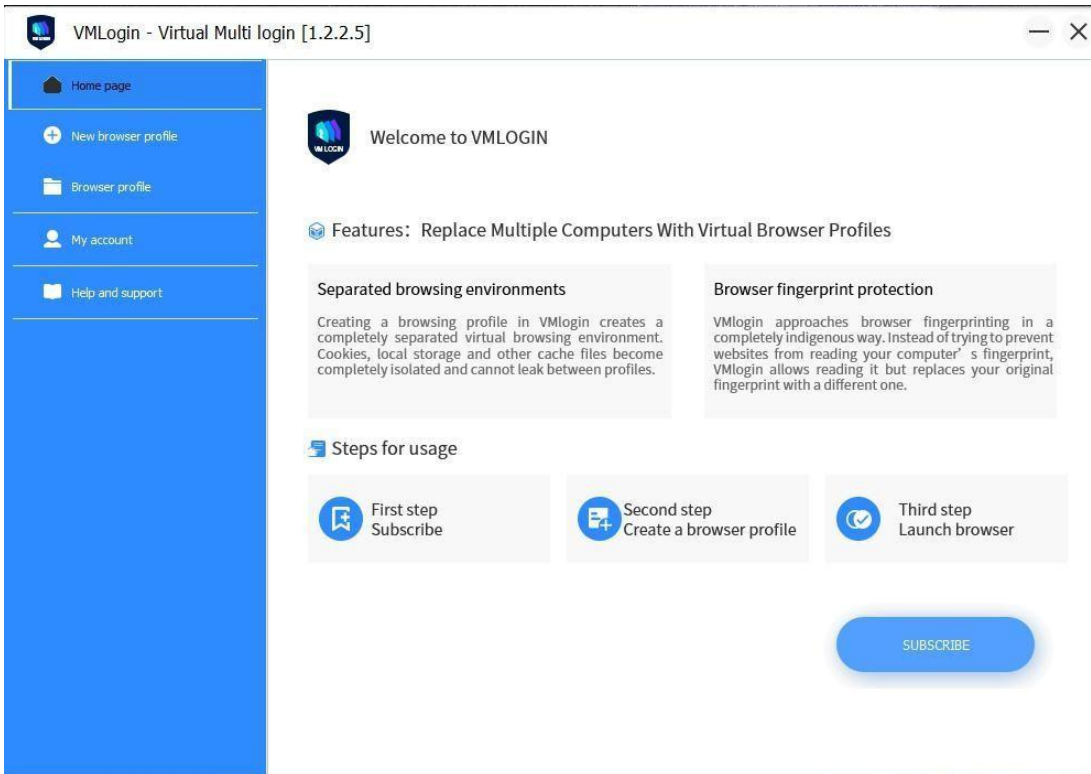 VMLogin - Virtual Multi login [1.2.2.5]
Home page
New browser profile
Browser profile
My account
Help and support
VM LOGIN
Welcome to VMLOGIN
Features: Replace Multiple Computers With Virtual Browser Profiles
Separated browsing environments
Creating a browsing profile in VMlogin creates a
completely separated virtual browsing environment.
Cookies, local storage and other cache files become
completely isolated and cannot leak between profiles.
Browser fingerprint protection
VMlogin approaches browser fingerprinting in a
completely indigenous way. Instead of trying to prevent
websites from reading your computer’s fingerprint,
VMlogin allows reading it but replaces your original
fingerprint with a different one.
Steps for usage
First step
Subscribe
Second step
Create a browser profile
Third step
Launch browser
SUBSCRIBE